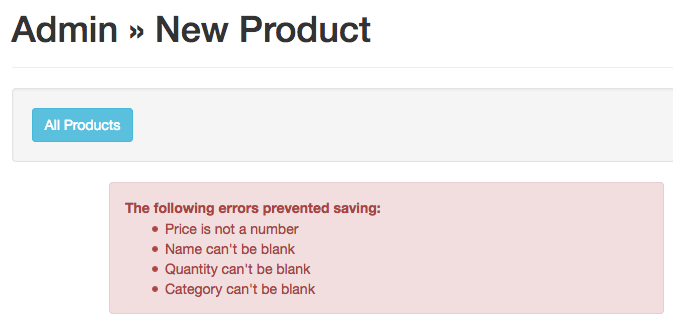 Admin » New Product
All Products
The following errors prevented saving:
Price is not a number
Name can't be blank
Quantity can't be blank
Category can't be blank